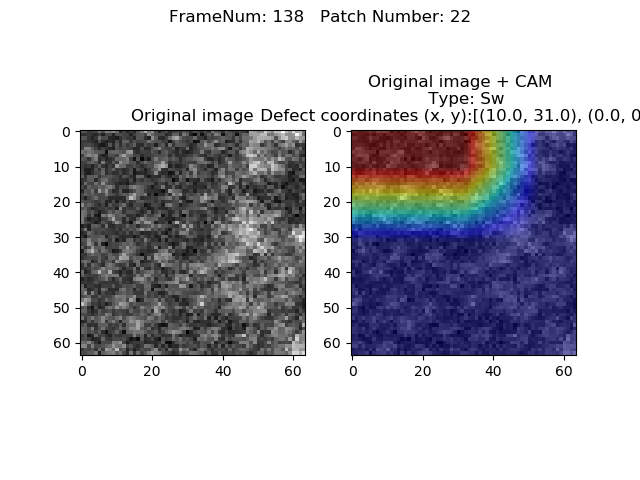 FrameNum: 138   Patch Number: 22
Original image + CAM
Type: Sw
Original image Defect coordinates (x, y):[(10.0, 31.0), (0.0, 0
0 0
10 10
20 20
30 30
40 40
50 50
60 60
0 20 40 60 0 20 40 60